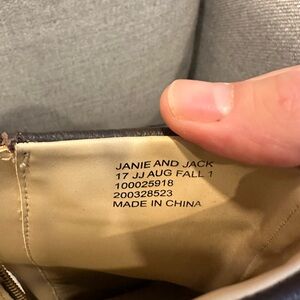 JANIE AND JACK
17 JJ AUG FALL 1
100025918
200328523
MADE IN CHINA